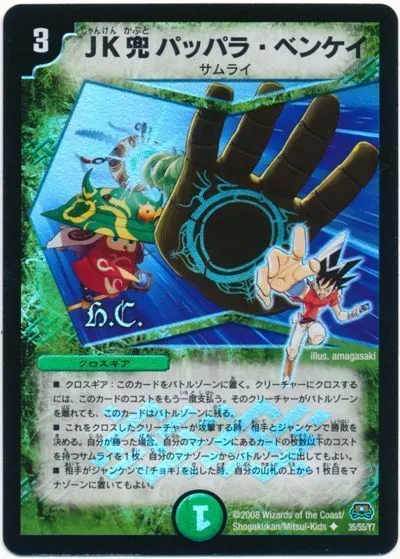 3
じゃんけん かぶと
JK兜 パッパラ・ベンケイ
サムライ
H.C.
illus. amagasaki
クロスギア
■ クロスギア：このカードをバトルゾーンに置く。クリーチャーにクロスする
には、このカードのコストをもう一度支払う。そのクリーチャーがバトルゾーン
を離れても、このカードはバトルゾーンに残る。
■ これをクロスしたクリーチャーが攻撃する時、相手とジャンケンで勝負を
決める。自分が勝った場合、自分のマナゾーンにあるカードの枚数以下のコスト
を持つサムライを1枚、自分のマナゾーンからバトルゾーンに出してもよい。
■ 相手がジャンケンで「チョキ」を出した時、自分の山札の上から1枚目をマ
ナゾーンに置いてもよい。
1
©2008 Wizards of the Coast/
Shogakukan/Mitsui-Kids
35/55/Y7